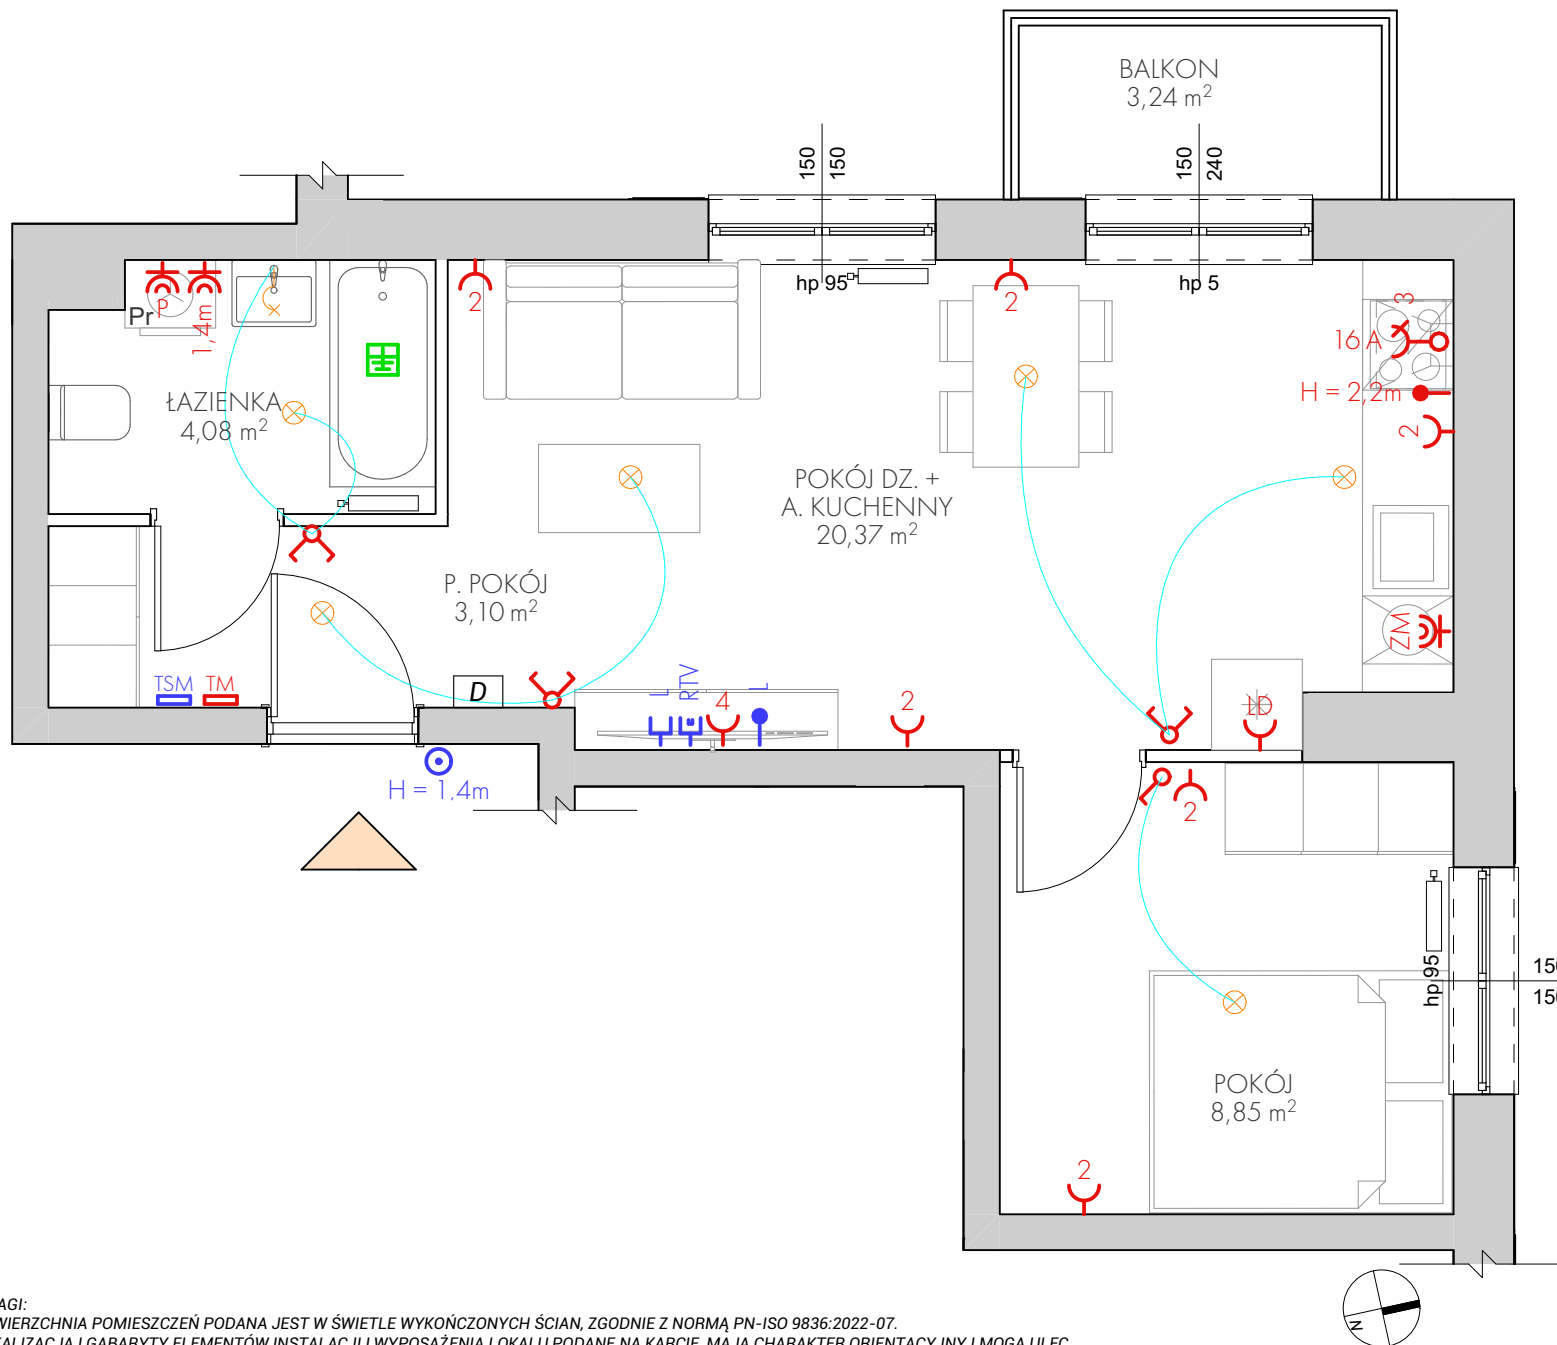 BALKON
3,24 m²
150
150
150
240
hp 95
hp 5
2
2
3
16 A
H = 2,2m
2
Pr
P
1,4m
ŁAZIENKA
4,08 m²
POKÓJ DZ. +
A. KUCHENNY
20,37 m²
P. POKÓJ
3,10 m²
ZM
TSM
TM
D
L
RTV
L
4
2
LD
H = 1,4m
2
hp 95
POKÓJ
8,85 m²
2
N
WIERZCHNIA POMIESZCZEŃ PODANA JEST W ŚWIETLE WYKOŃCZONYCH ŚCIAN, ZGODNIE Z NORMĄ PN-ISO 9836:2022-07.